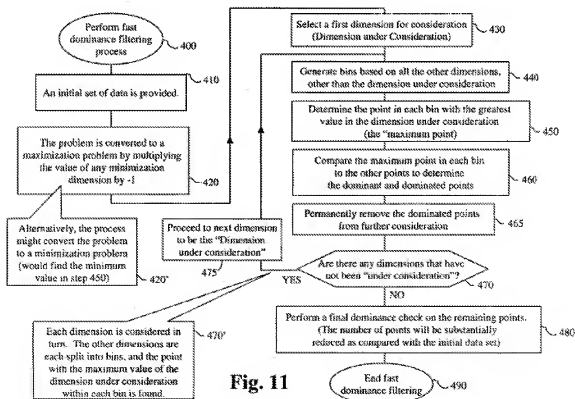 Perform fast
dominance filtering
process
400
410
An initial set of data is provided.
The problem is converted to a
maximization problem by multiplying
the value of any minimization
dimension by -1
420
Alternatively, the process
might convert the problem
to a minimization problem
(would find the minimum
value in step 450)
420'
Select a first dimension for consideration
(Dimension under Consideration)
430
Generate bins based on all the other dimensions,
other than the dimension under consideration
440
Determine the point in each bin with the greatest
value in the dimension under consideration
(the "maximum point)
450
Compare the maximum point in each bin
to the other points to determine
the dominant and dominated points
460
Permanently remove the dominated points
from further consideration
465
Proceed to next dimension
to be the "Dimension
under consideration"
475
Are there any dimensions that have
not been "under consideration"?
470
YES
NO
Each dimension is considered in
turn. The other dimensions are
each split into bins, and the point
with the maximum value of the
dimension under consideration
within each bin is found.
470'
Perform a final dominance check on the remaining points.
(The number of points will be substantially
reduced as compared with the initial data set)
480
End fast
dominance filtering
490
Fig. 11